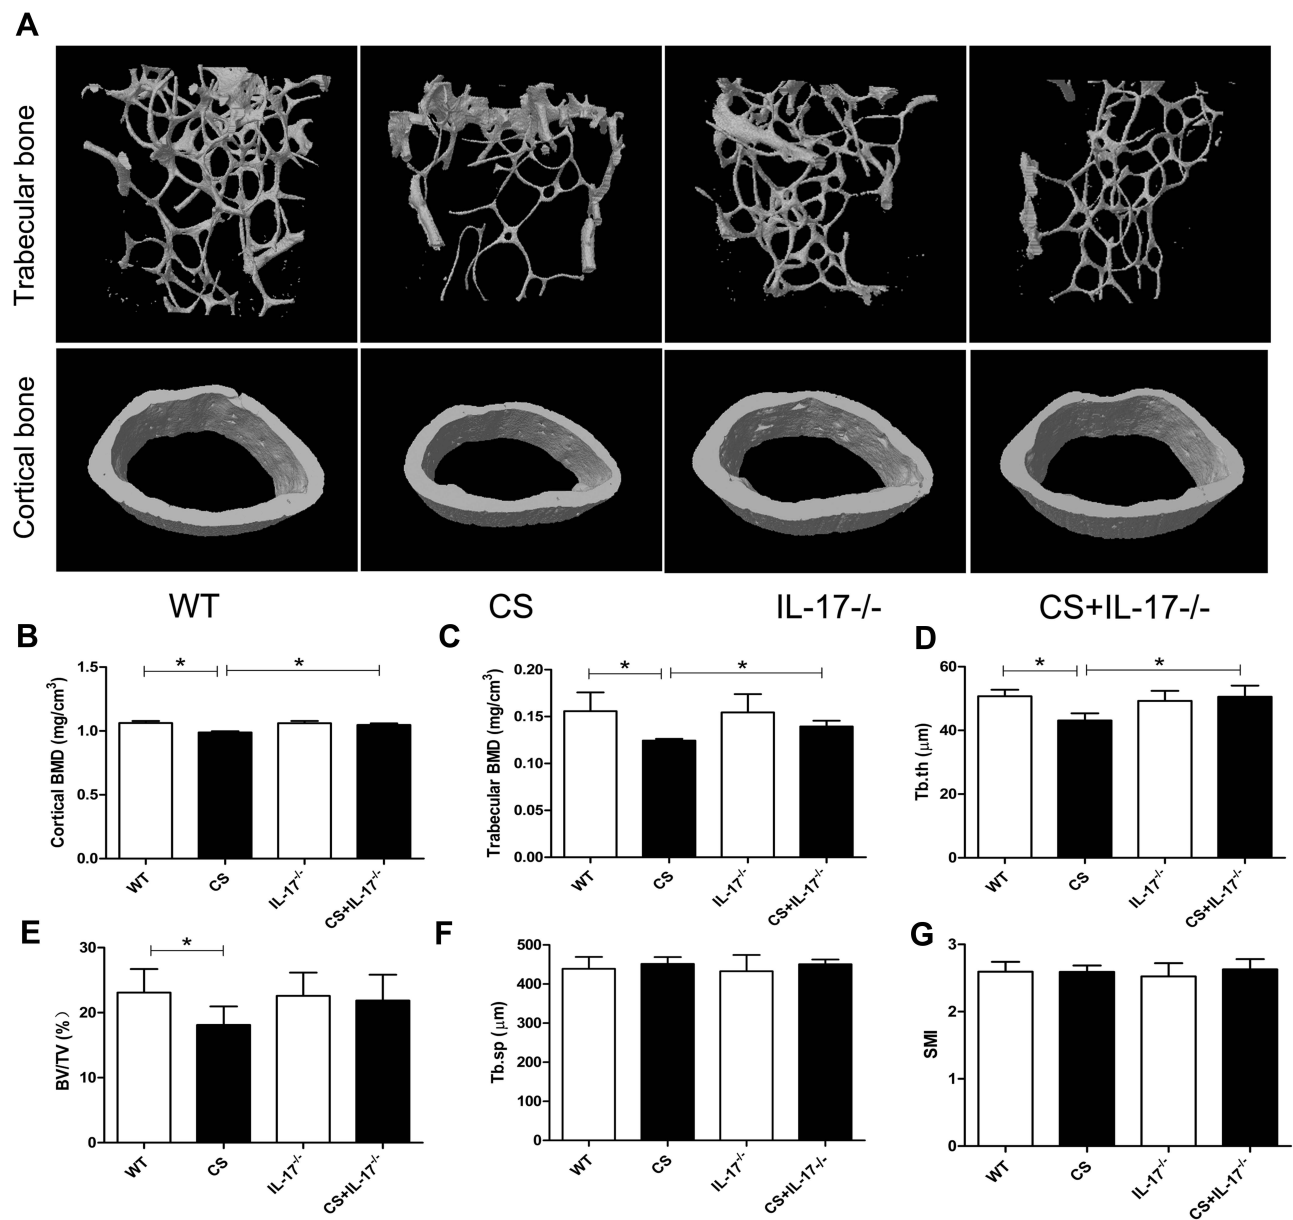 A
Trabecular bone
Cortical bone
WT CS IL-17-/- CS+IL-17-/-
B
Cortical BMD (mg/cm³)
1.5
1.0
0.5
0.0
* *
WT CS IL-17⁻/⁻ CS+IL-17⁻/⁻
C
Trabecular BMD (mg/cm³)
0.20
0.15
0.10
0.05
0.00
* *
WT CS IL-17⁻/⁻ CS+IL-17⁻/⁻
D
Tb.th (μm)
60
40
20
0
* *
WT CS IL-17⁻/⁻ CS+IL-17⁻/⁻
E
BV/TV (%)
30
20
10
0
*
WT CS IL-17⁻/⁻ CS+IL-17⁻/⁻
F
Tb.sp (μm)
500
400
300
200
100
0
WT CS IL-17⁻/⁻ CS+IL-17-/-
G
SMI
3
2
1
0
WT CS IL-17⁻/⁻ CS+IL-17⁻/⁻